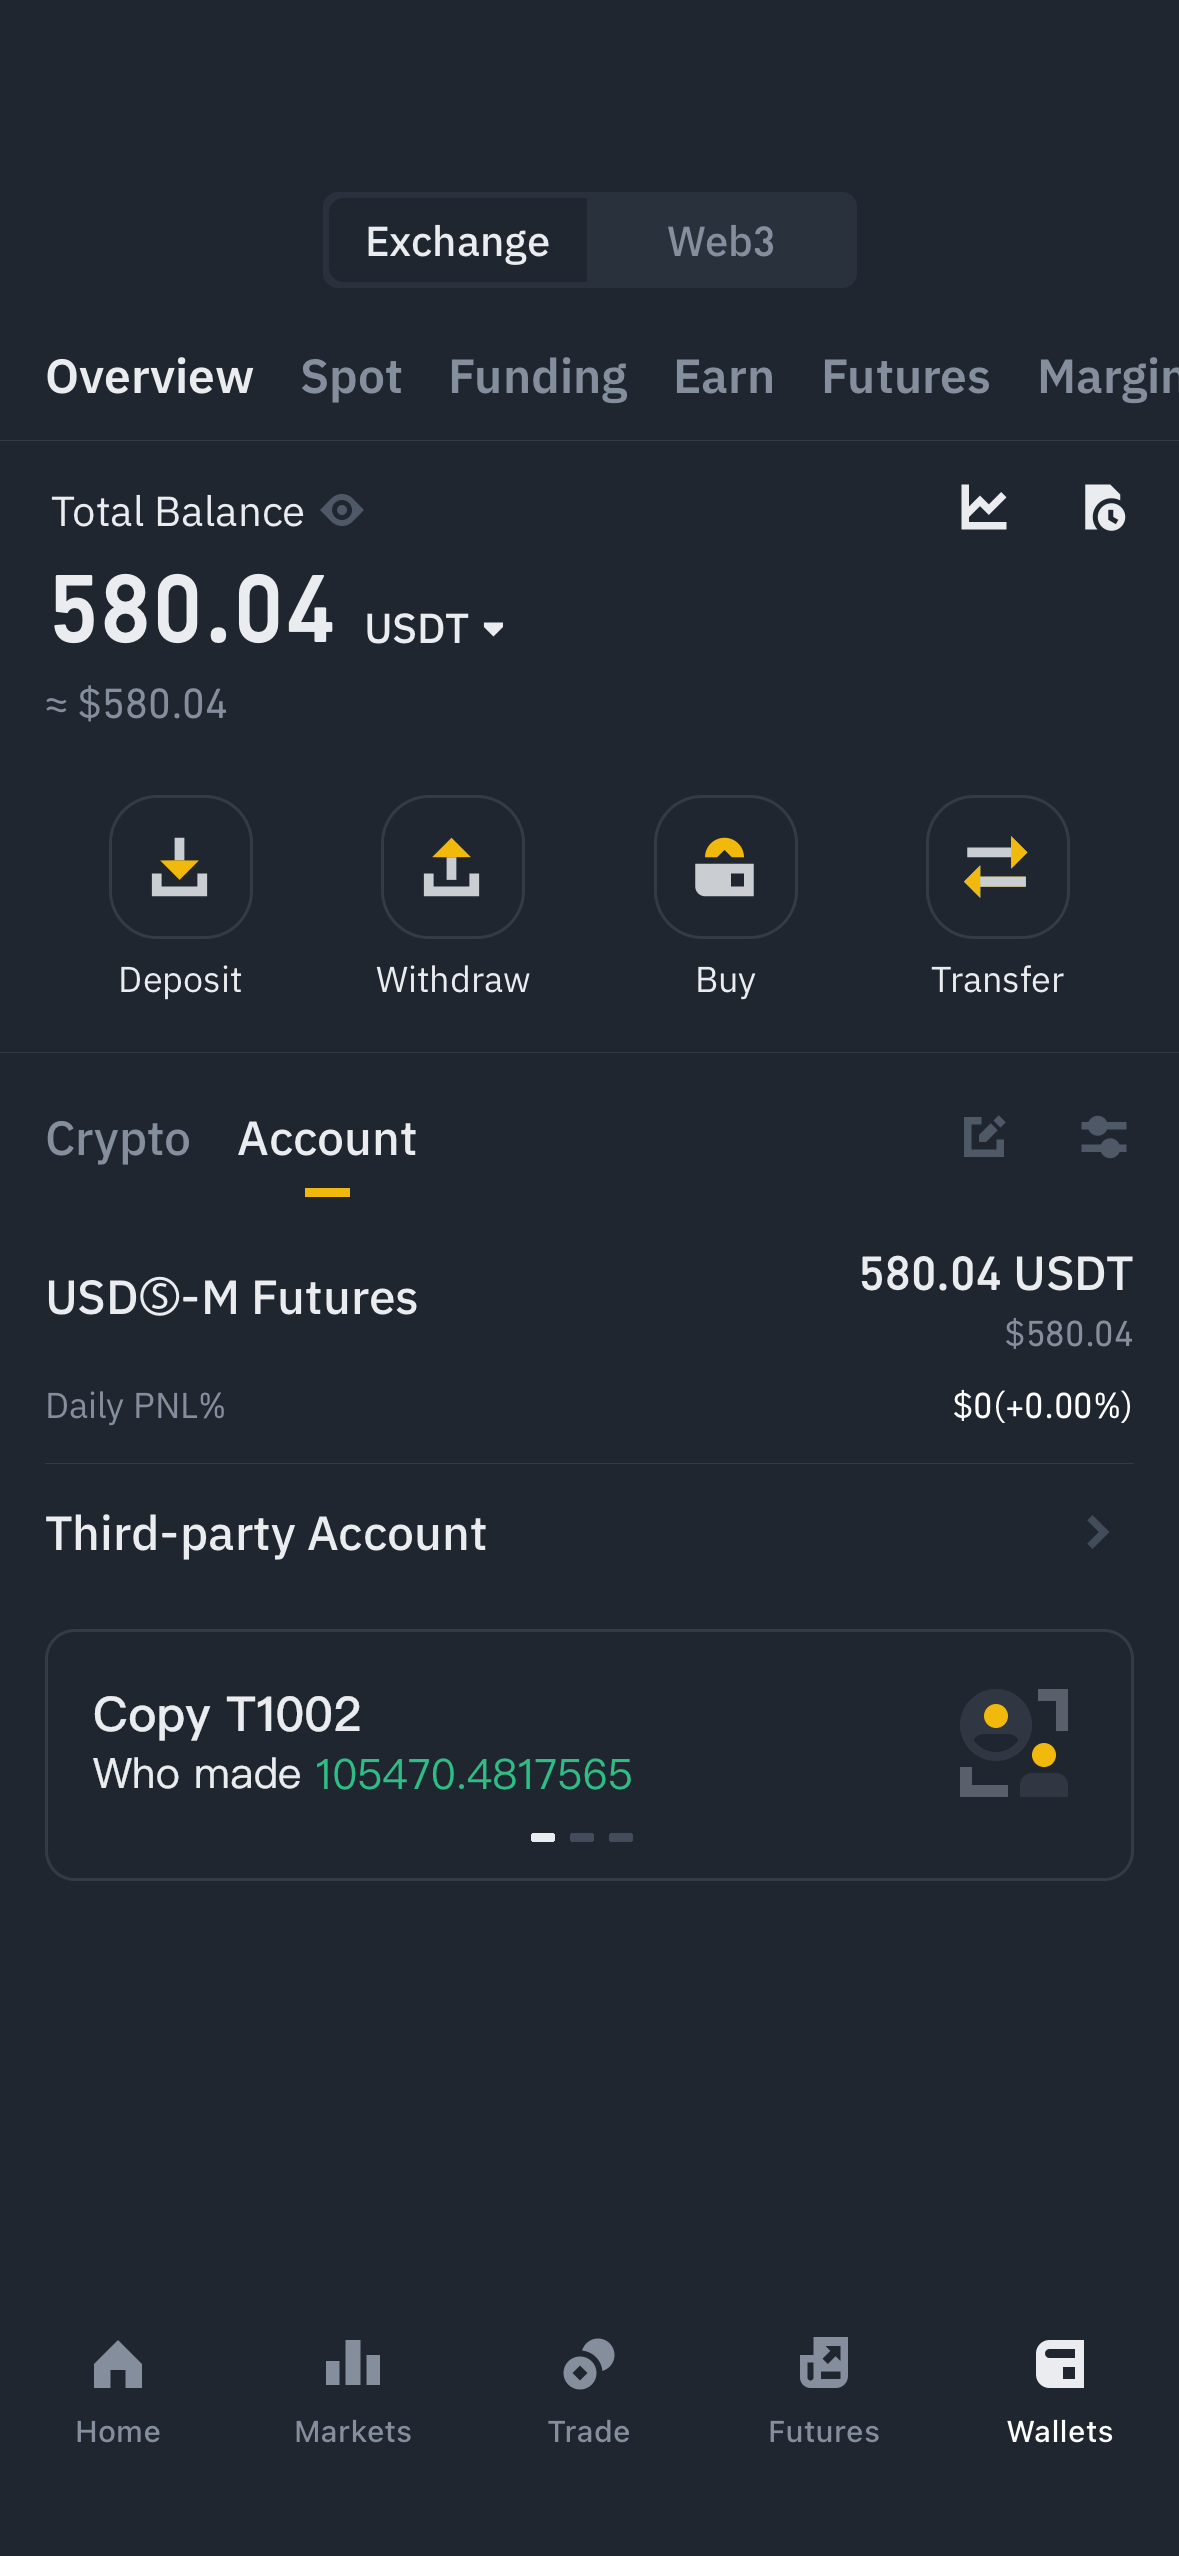 Exchange Web3
Overview Spot Funding Earn Futures Margin
Total Balance
580.04 USDT
≈ $580.04
Deposit Withdraw Buy Transfer
Crypto Account
USDⓈ-M Futures
580.04 USDT
$580.04
Daily PNL% $0(+0.00%)
Third-party Account
Copy T1002
Who made 105470.4817565
Home Markets Trade Futures Wallets